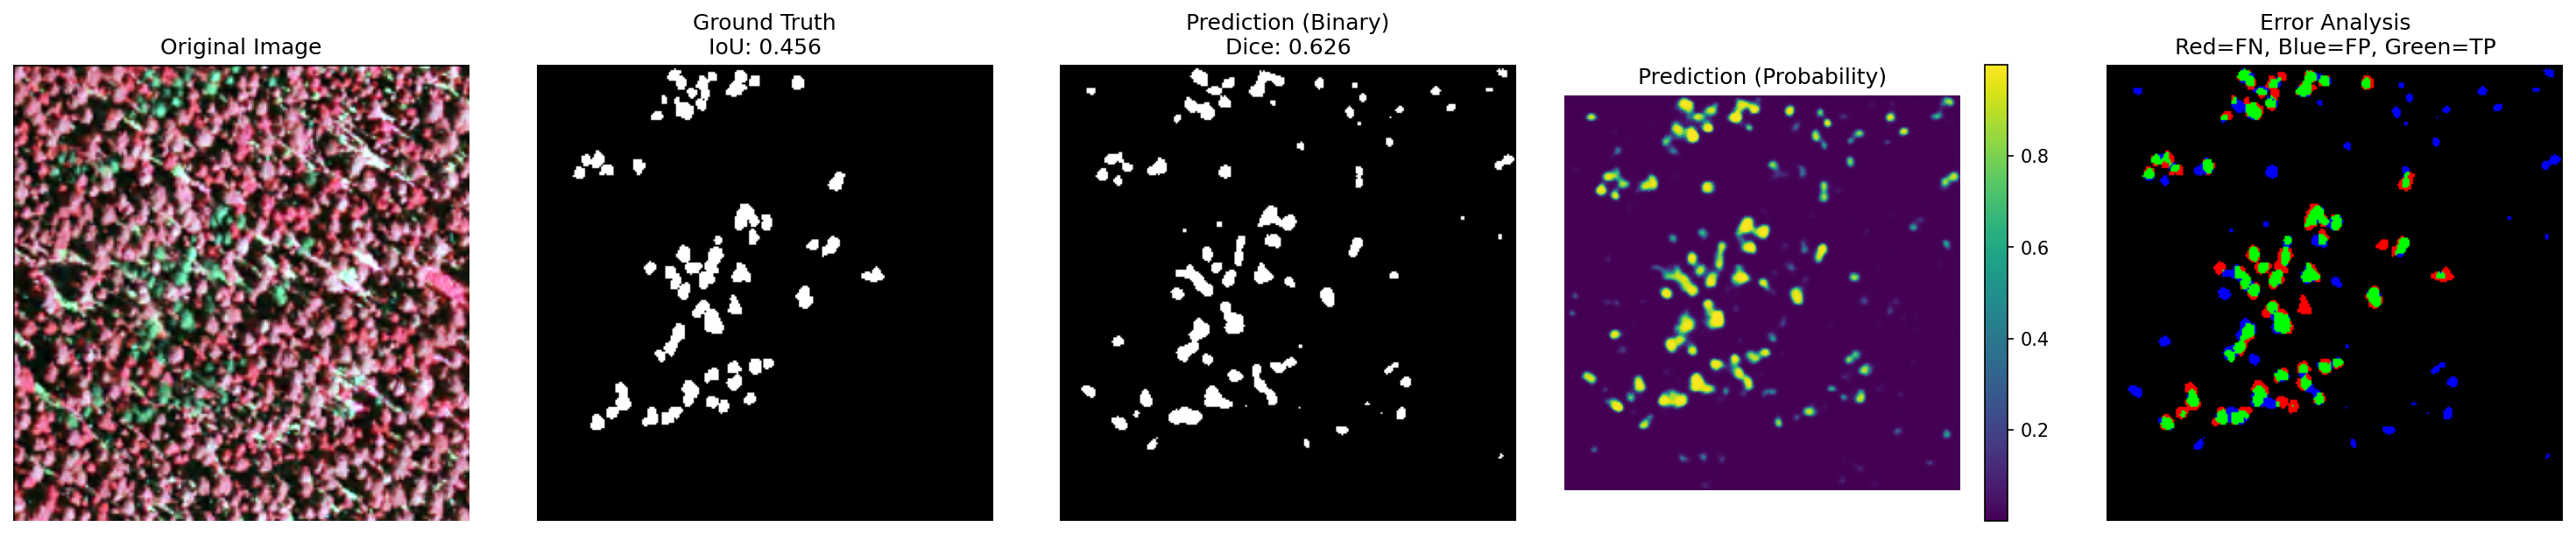 Original Image
Ground Truth
IoU: 0.456
Prediction (Binary)
Dice: 0.626
Prediction (Probability)
0.8
0.6
0.4
0.2
Error Analysis
Red=FN, Blue=FP, Green=TP